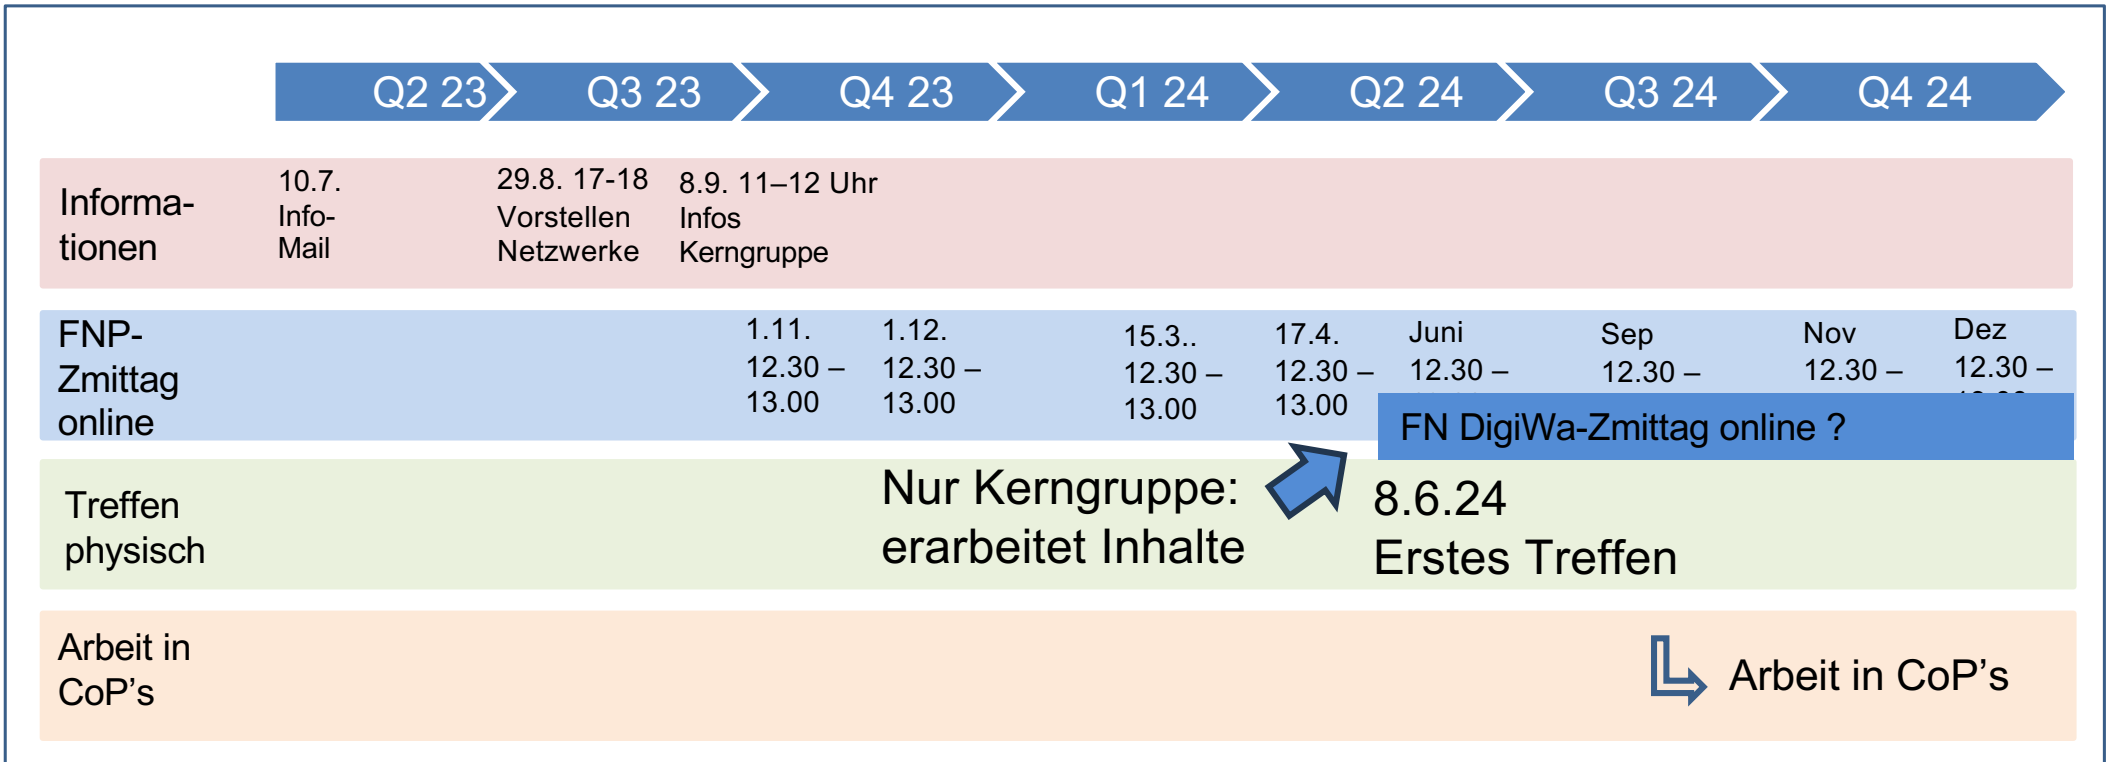 Q2 23 Q3 23 Q4 23 Q1 24 Q2 24 Q3 24 Q4 24
Informa-
tionen
10.7.
Info-
Mail
29.8. 17-18
Vorstellen
Netzwerke
8.9. 11–12 Uhr
Infos
Kerngruppe
FNP-
Zmittag
online
1.11.
12.30 –
13.00
1.12.
12.30 –
13.00
15.3..
12.30 –
13.00
17.4.
12.30 –
13.00
Juni
12.30 –
Sep
12.30 –
Nov
12.30 –
Dez
12.30 –
FN DigiWa-Zmittag online ?
Treffen
physisch
Nur Kerngruppe:
erarbeitet Inhalte
8.6.24
Erstes Treffen
Arbeit in
CoP’s
Arbeit in CoP’s